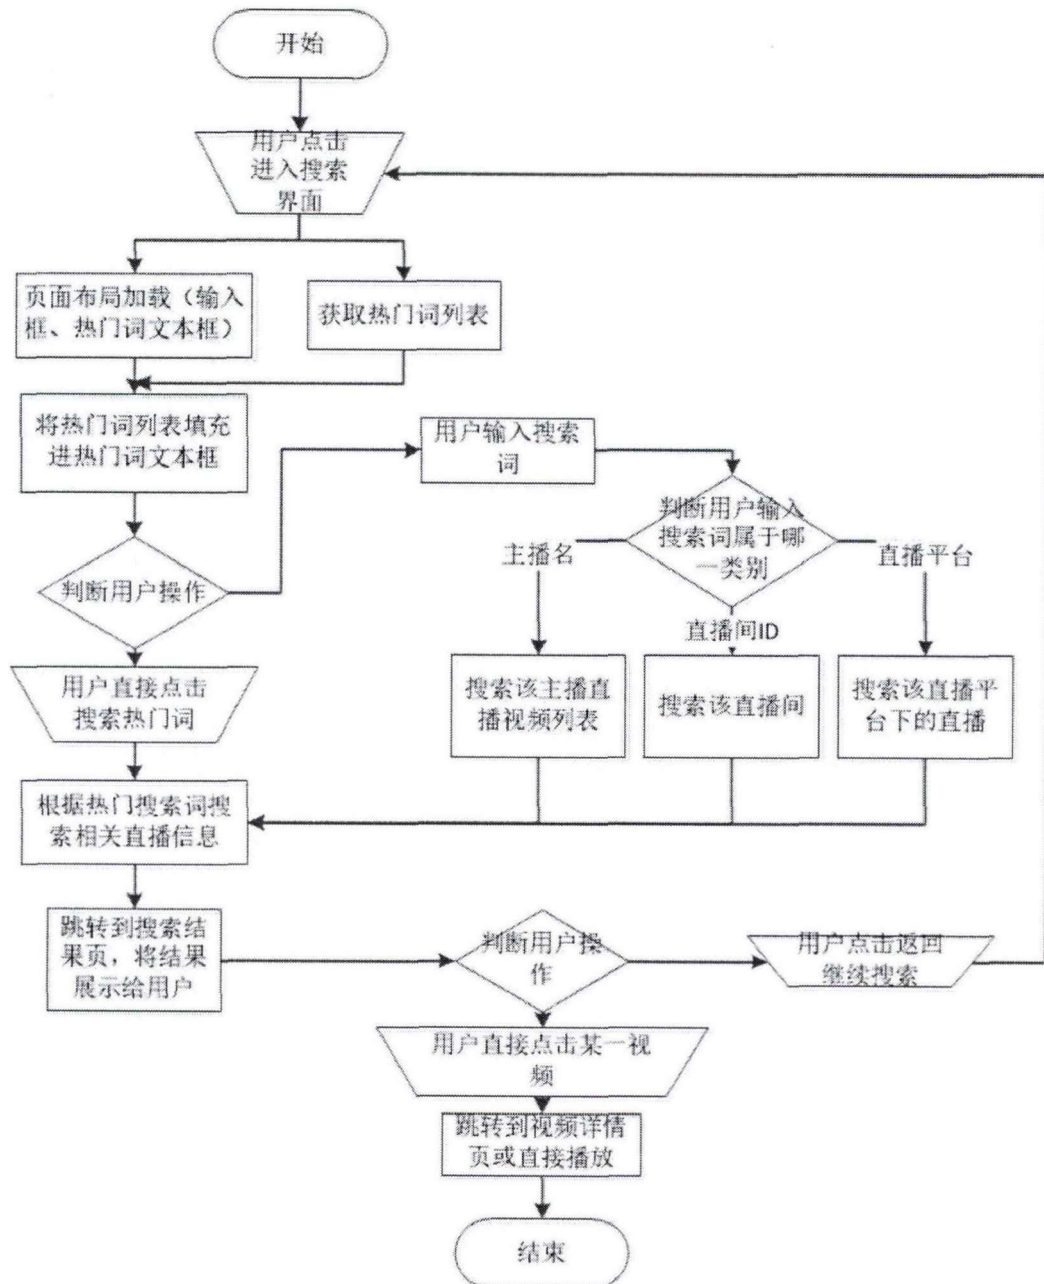 开始
用户点击
进入搜索
界面
页面布局加载（输入
框、热门词文本框）
获取热门词列表
将热门词列表填充
进热门词文本框
用户输入搜索
词
判断用户输入
搜索词属于哪
一类别
主播名
直播平台
直播间ID
判断用户操作
用户直接点击
搜索热门词
搜索该主播直
播视频列表
搜索该直播间
搜索该直播平
台下的直播
根据热门搜索词搜
索相关直播信息
跳转到搜索结
果页，将结果
展示给用户
判断用户操
作
用户点击返回
继续搜索
用户直接点击某一视
频
跳转到视频详情
页或直接播放
结束